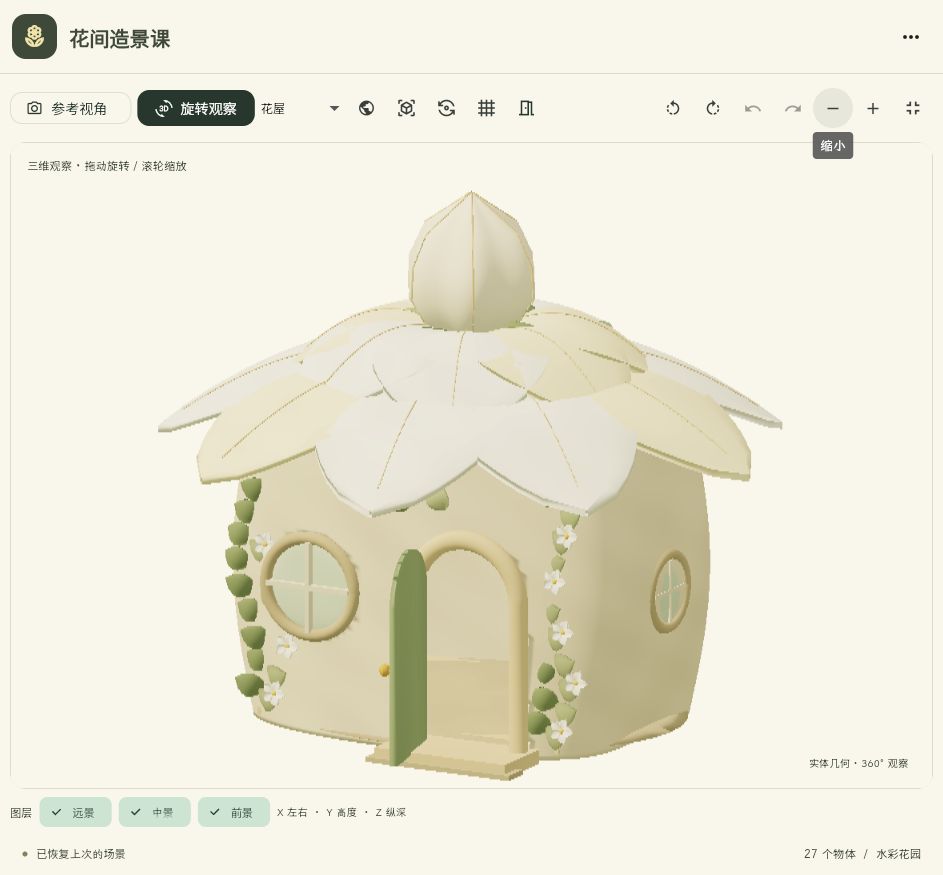 花间造景课
参考视角
3D
旋转观察
花屋
缩小
三维观察・拖动旋转 / 滚轮缩放
实体几何・360° 观察
图层
远景
中景
前景
X 左右 ・ Y 高度 ・ Z 纵深
已恢复上次的场景
27 个物体 / 水彩花园